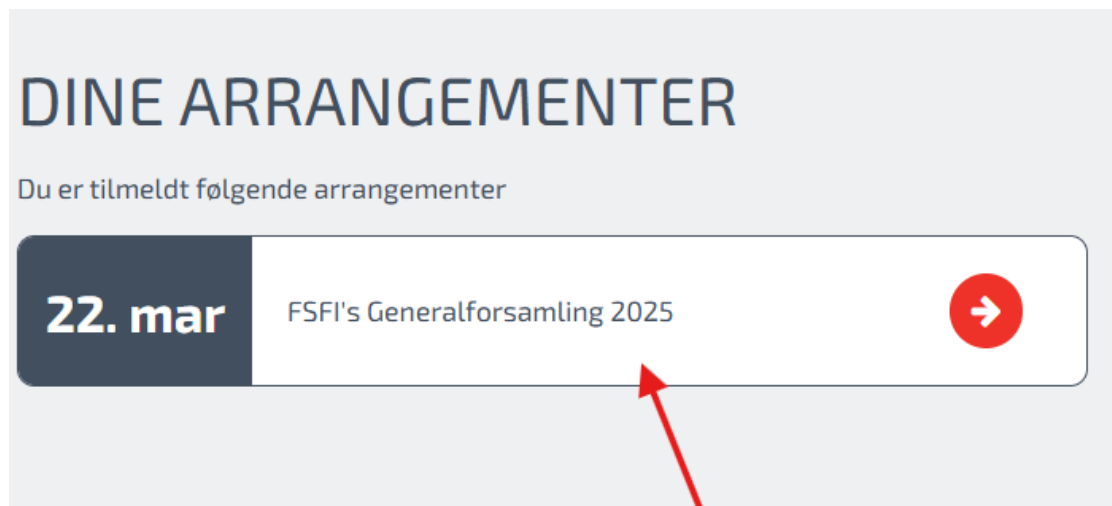 DINE ARRANGEMENTER
Du er tilmeldt følgende arrangementer
22. mar
FSFI's Generalforsamling 2025